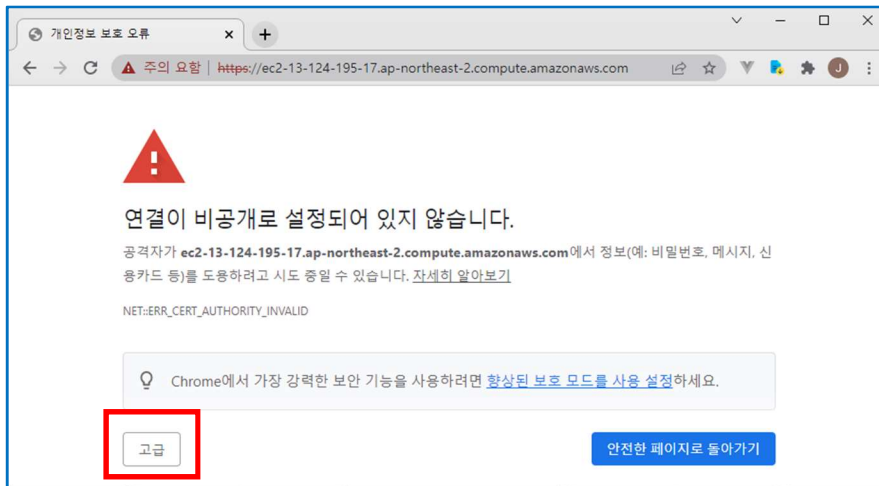 개인정보 보호 오류
주의 요함 | https://ec2-13-124-195-17.ap-northeast-2.compute.amazonaws.com
J
연결이 비공개로 설정되어 있지 않습니다.
공격자가 ec2-13-124-195-17.ap-northeast-2.compute.amazonaws.com에서 정보(예: 비밀번호, 메시지, 신
용카드 등)를 도용하려고 시도 중일 수 있습니다. 자세히 알아보기
NET::ERR_CERT_AUTHORITY_INVALID
Chrome에서 가장 강력한 보안 기능을 사용하려면 향상된 보호 모드를 사용 설정하세요.
고급
안전한 페이지로 돌아가기